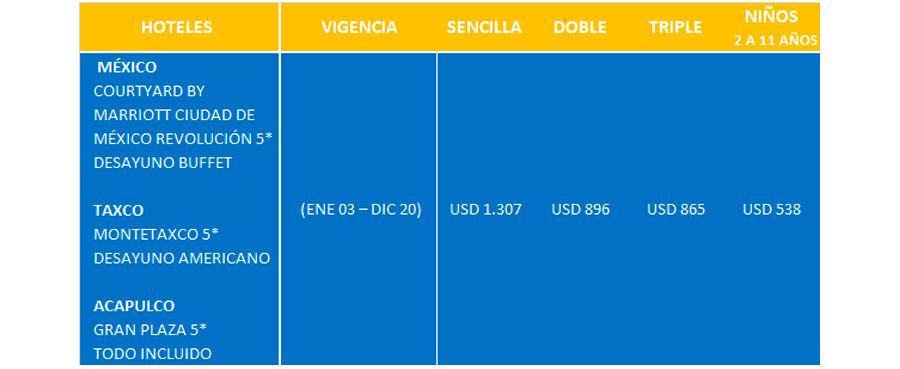 HOTELES VIGENCIA SENCILLA DOBLE TRIPLE NIÑOS
2 A 11 AÑOS
MÉXICO
COURTYARD BY
MARRIOTT CIUDAD DE
MÉXICO REVOLUCIÓN 5*
DESAYUNO BUFFET
TAXCO (ENE 03 – DIC 20) USD 1.307 USD 896 USD 865 USD 538
MONTETAXCO 5*
DESAYUNO AMERICANO
ACAPULCO
GRAN PLAZA 5*
TODO INCLUIDO